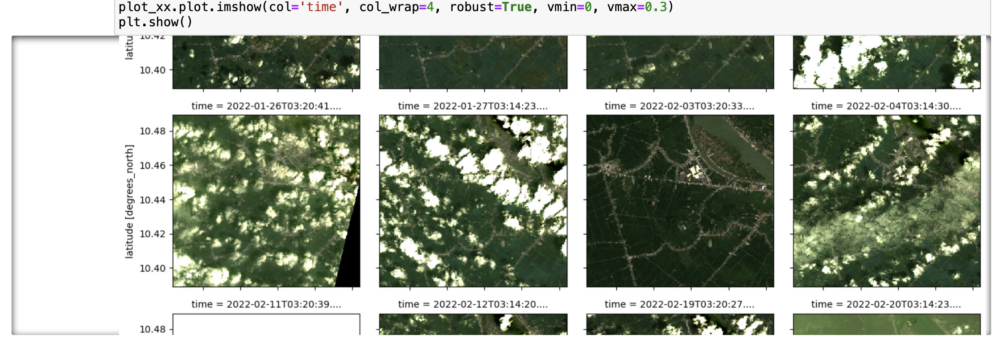 plot_xx.plot.imshow(col='time', col_wrap=4, robust=True, vmin=0, vmax=0.3)
plt.show()
latitu
10.42
10.40
time = 2022-01-26T03:20:41....
time = 2022-01-27T03:14:23....
time = 2022-02-03T03:20:33....
time = 2022-02-04T03:14:30....
latitude [degrees_north]
10.48
10.46
10.44
10.42
10.40
time = 2022-02-11T03:20:39....
time = 2022-02-12T03:14:20....
time = 2022-02-19T03:20:27....
time = 2022-02-20T03:14:23....
10.48